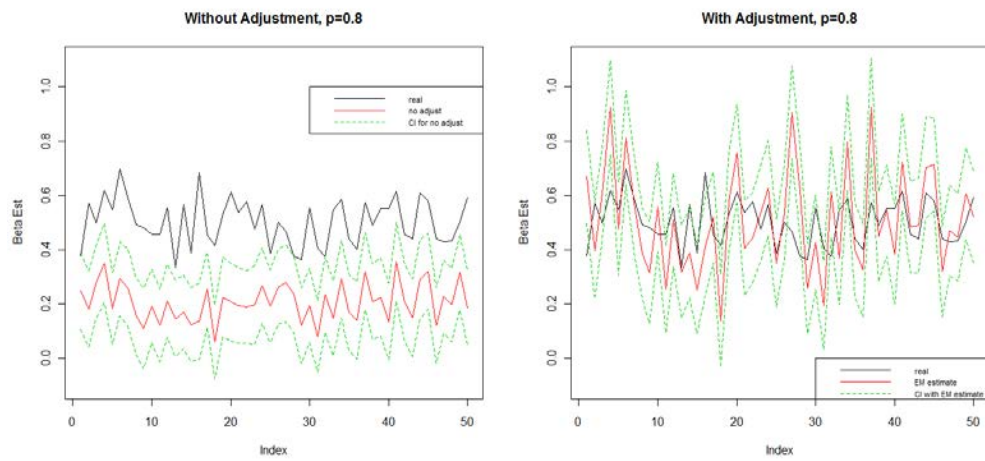 Without Adjustment, p=0.8
Beta Est
1.0
0.8
0.6
0.4
0.2
0.0
real
no adjust
CI for no adjust
0 10 20 30 40 50
Index
With Adjustment, p=0.8
Beta Est
1.0
0.8
0.6
0.4
0.2
0.0
real
EM estimate
CI with EM estimate
0 10 20 30 40 50
Index